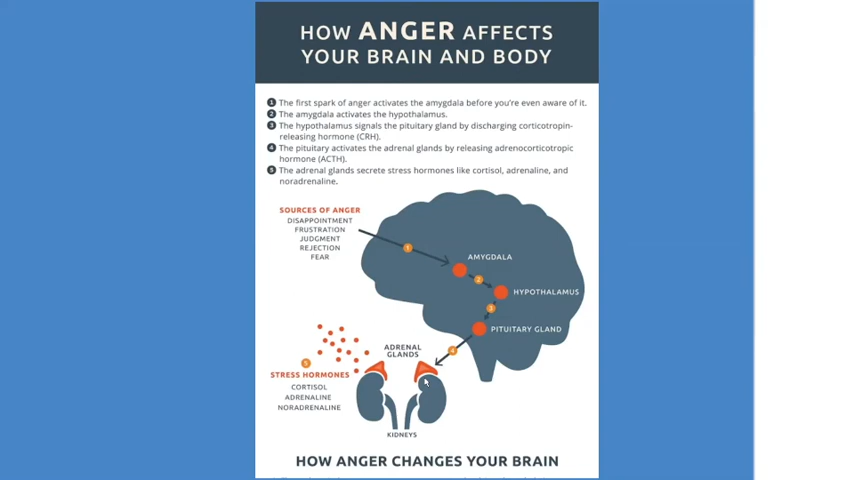 HOW ANGER AFFECTS
YOUR BRAIN AND BODY
1 The first spark of anger activates the amygdala before you're even aware of it.
2 The amygdala activates the hypothalamus.
3 The hypothalamus signals the pituitary gland by discharging corticotropin-
releasing hormone (CRH).
4 The pituitary activates the adrenal glands by releasing adrenocorticotropic
hormone (ACTH).
5 The adrenal glands secrete stress hormones like cortisol, adrenaline, and
noradrenaline.
SOURCES OF ANGER
DISAPPOINTMENT
FRUSTRATION
JUDGMENT
REJECTION
FEAR
1
AMYGDALA
2
HYPOTHALAMUS
3
PITUITARY GLAND
4
ADRENAL
GLANDS
5
STRESS HORMONES
CORTISOL
ADRENALINE
NORADRENALINE
KIDNEYS
HOW ANGER CHANGES YOUR BRAIN